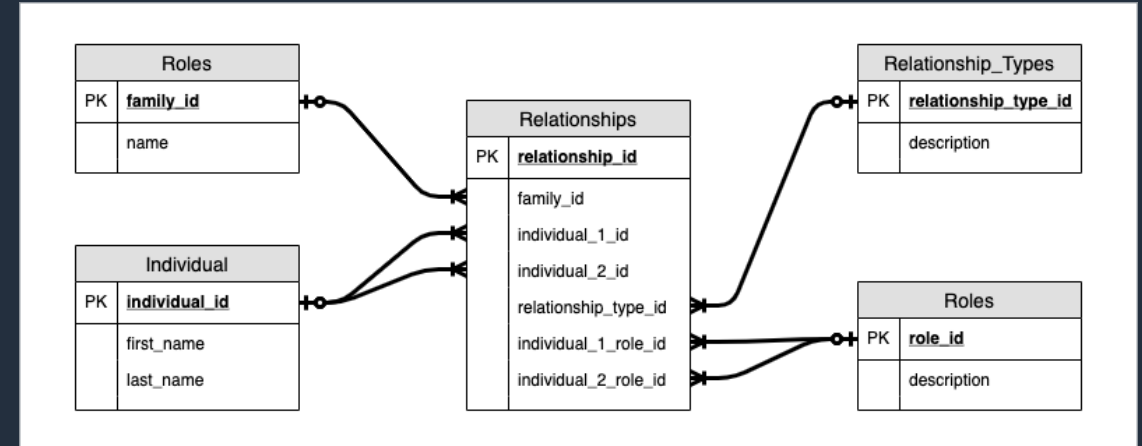 Roles
PK family_id
name
Individual
PK individual_id
first_name
last_name
Relationships
PK relationship_id
family_id
individual_1_id
individual_2_id
relationship_type_id
individual_1_role_id
individual_2_role_id
Relationship_Types
PK relationship_type_id
description
Roles
PK role_id
description